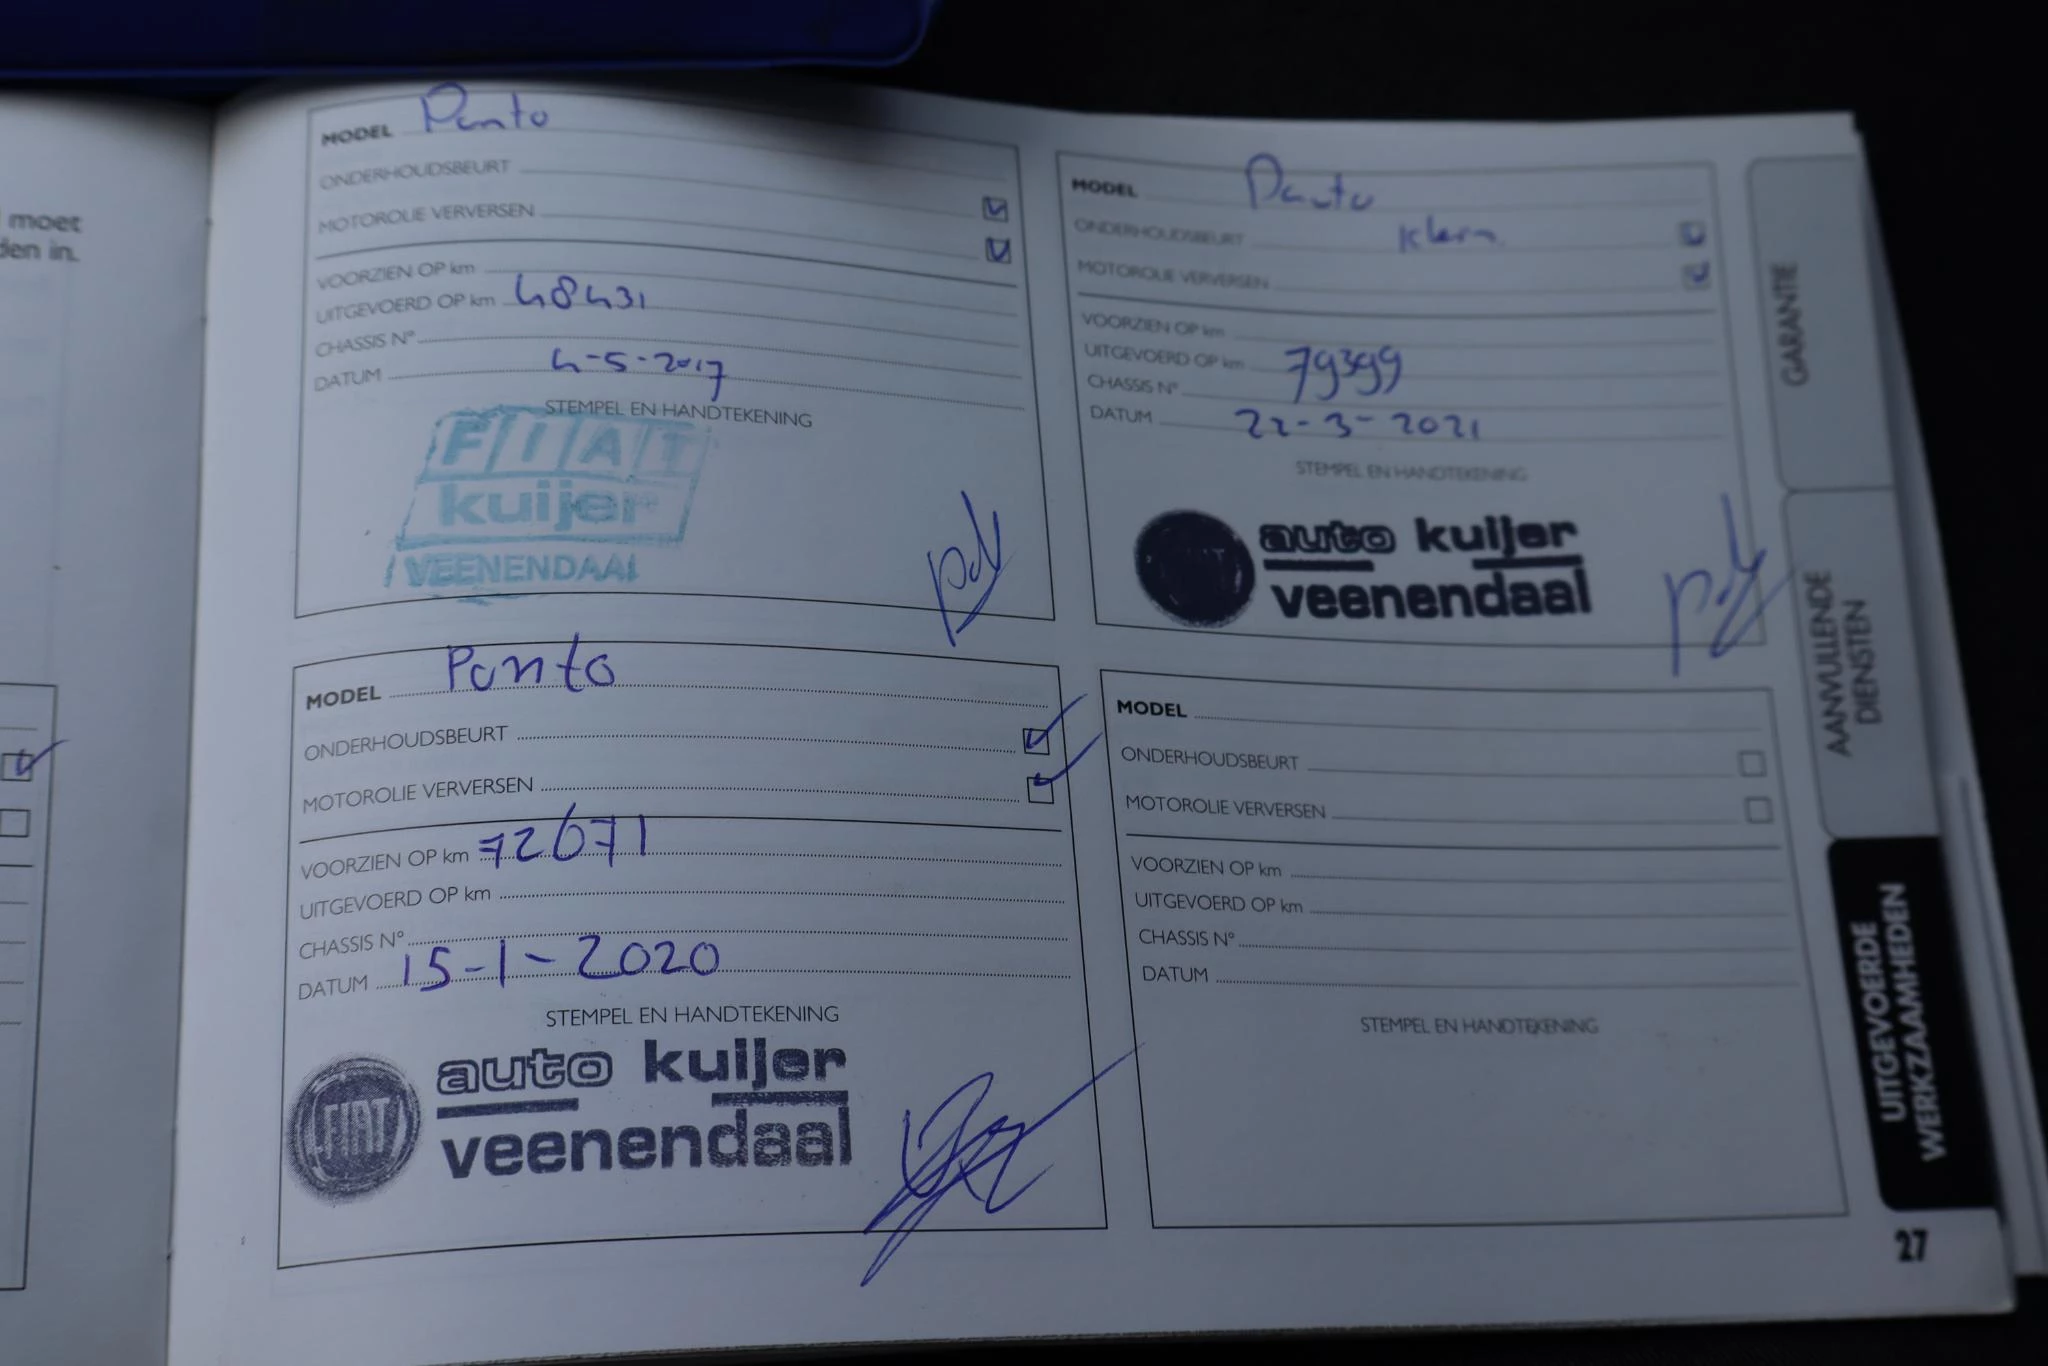 moet
den in.
MODEL Punto
ONDERHOUDSBEURT
MOTOROLIE VERVERSEN
VOORZIEN OP km
UITGEVOERD OP km 48431
CHASSIS N°
DATUM 4-5-2017
STEMPEL EN HANDTEKENING
FIAT
kuijer
VEENENDAAL
MODEL Punto
ONDERHOUDSBEURT
MOTOROLIE VERVERSEN
VOORZIEN OP km 72671
UITGEVOERD OP km
CHASSIS N°
DATUM 15-1-2020
STEMPEL EN HANDTEKENING
FIAT
auto kuijer
veenendaal
MODEL Punto
ONDERHOUDSBEURT klein
MOTOROLIE VERVERSEN
VOORZIEN OP km
UITGEVOERD OP km 79399
CHASSIS N°
DATUM 22-3-2021
STEMPEL EN HANDTEKENING
auto kuijer
veenendaal
MODEL
ONDERHOUDSBEURT
MOTOROLIE VERVERSEN
VOORZIEN OP km
UITGEVOERD OP km
CHASSIS N°
DATUM
STEMPEL EN HANDTEKENING
GARANTIE
AANVULLENDE
DIENSTEN
UITGEVOERDE
WERKZAAMHEDEN
27